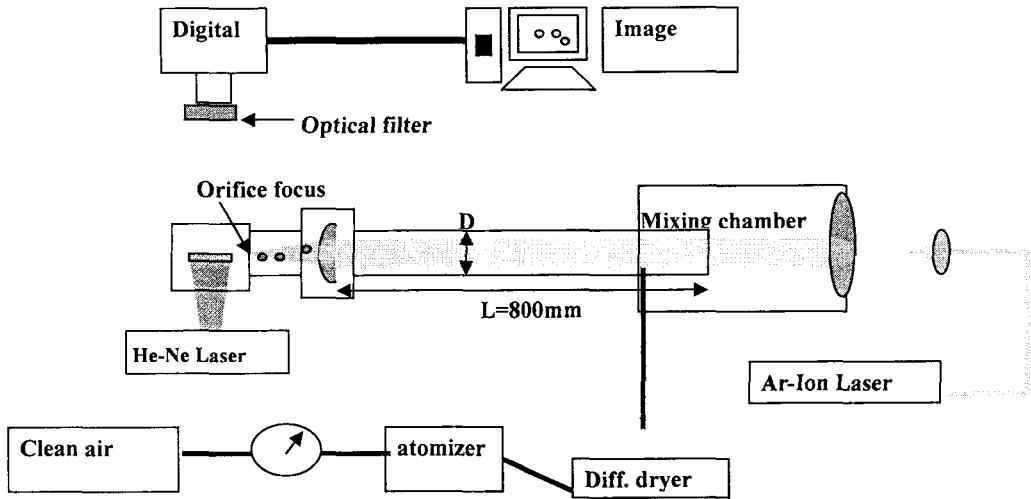 Digital
Image
Optical filter
Orifice focus
D
Mixing chamber
L=800mm
He-Ne Laser
Ar-Ion Laser
Clean air
atomizer
Diff. dryer